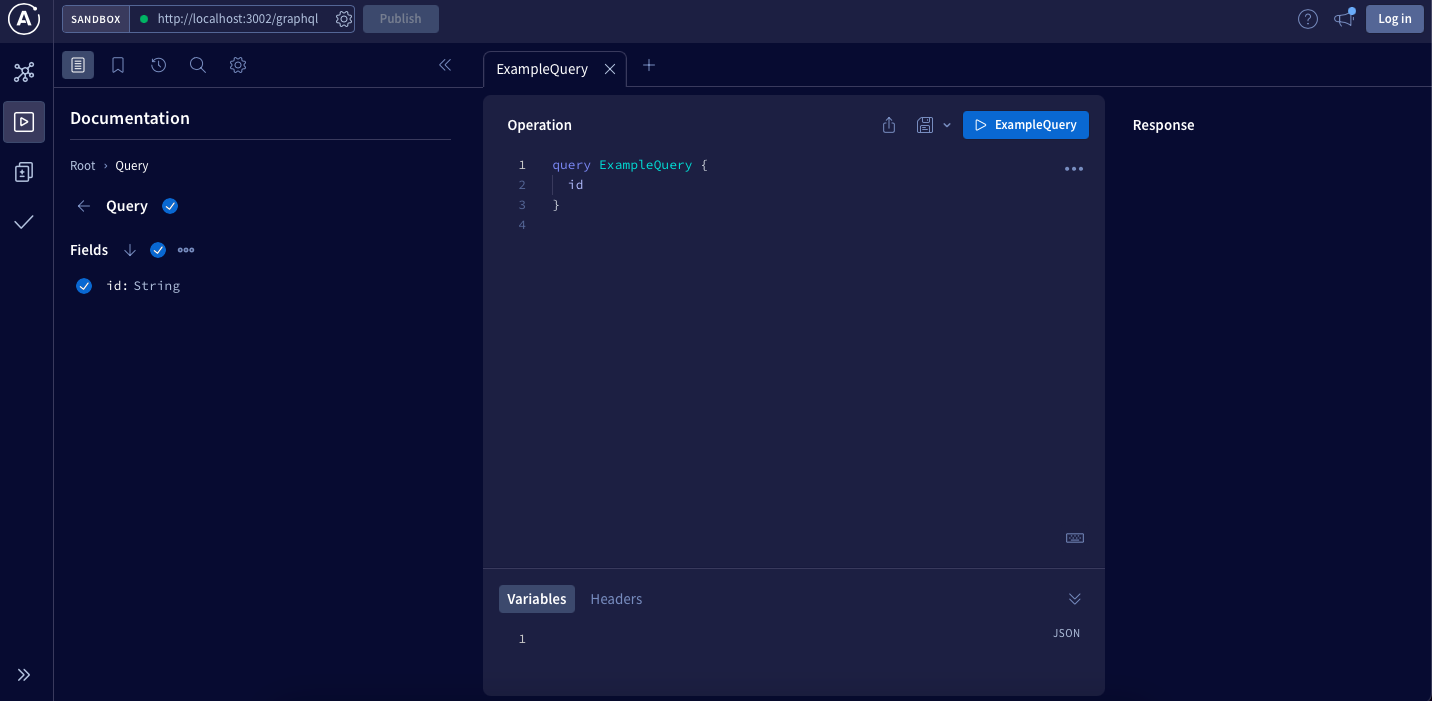 SANDBOX http://localhost:3002/graphql Publish Log in
Documentation
Root › Query
Query
Fields
id: String
ExampleQuery
Operation
ExampleQuery
1 query ExampleQuery {
2 id
3 }
4
Variables Headers
JSON
1
Response